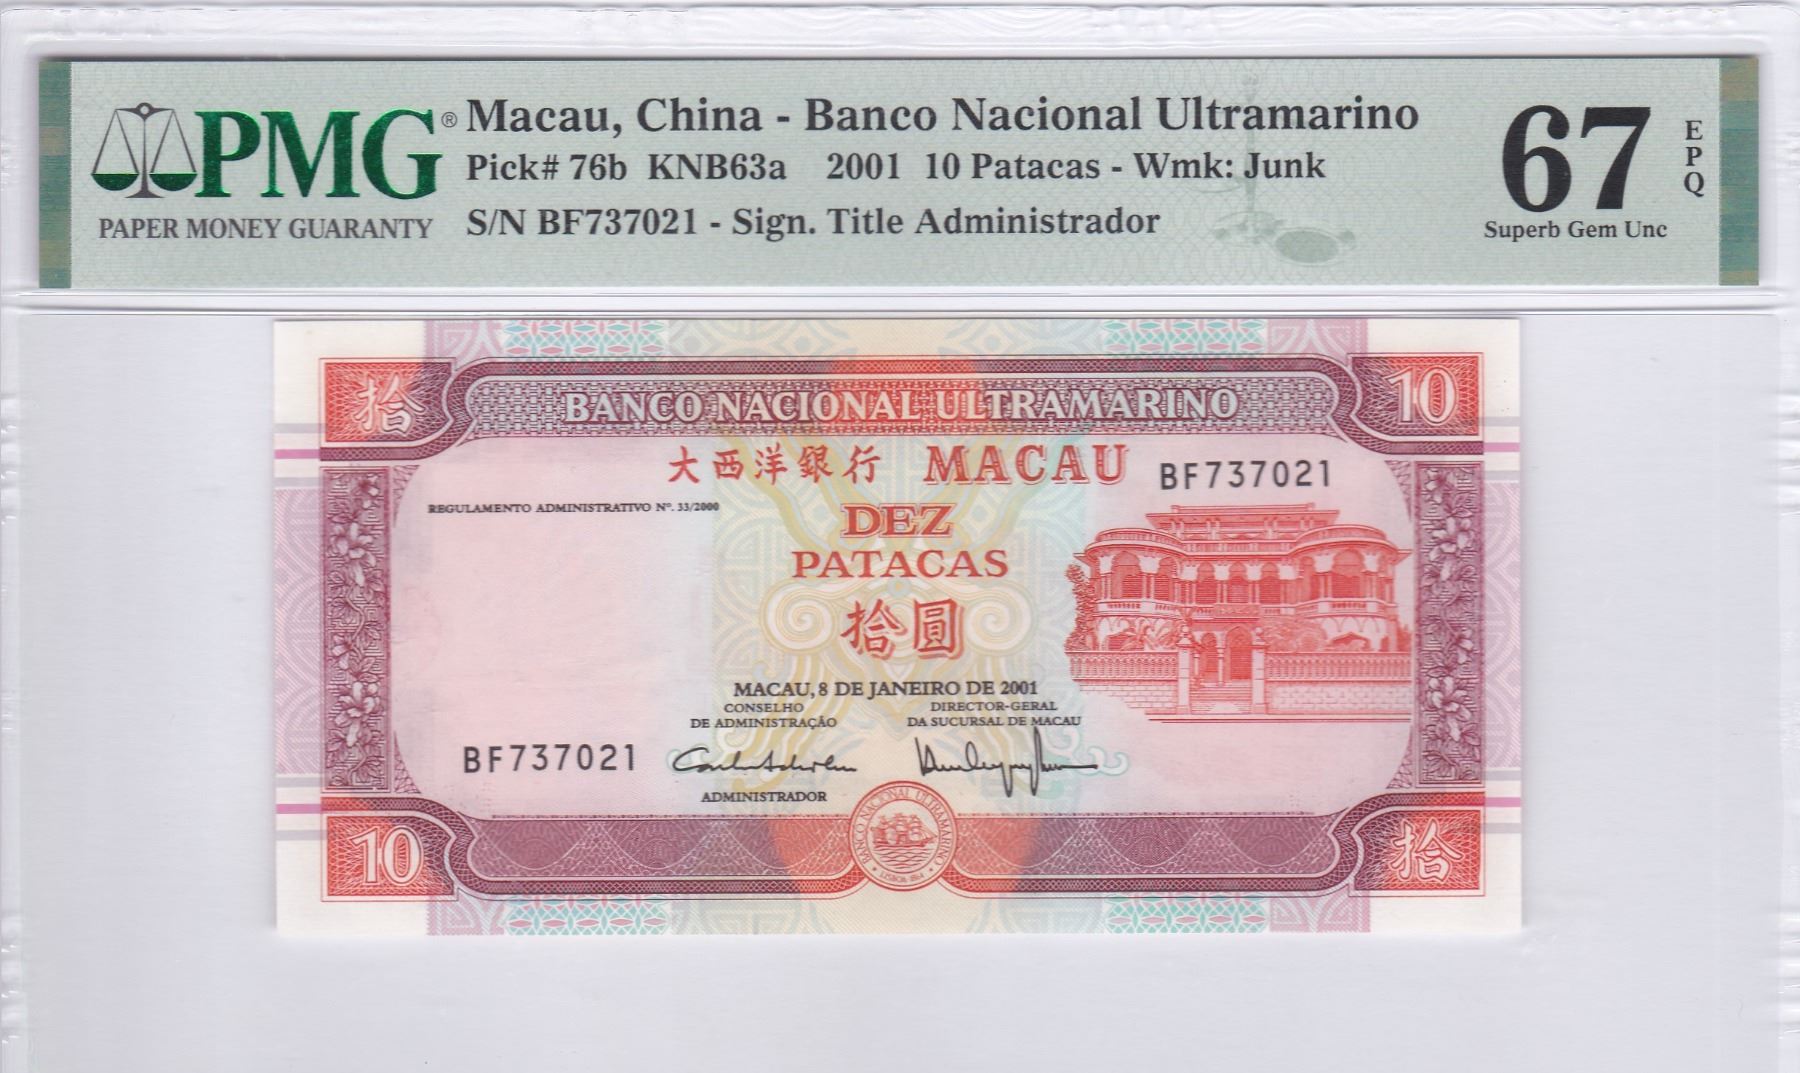 PMG®
PAPER MONEY GUARANTY
Macau, China - Banco Nacional Ultramarino
Pick# 76b KNB63a 2001 10 Patacas - Wmk: Junk
S/N BF737021 - Sign. Title Administrador
67
EPQ
Superb Gem Unc
拾
BANCO NACIONAL ULTRAMARINO
10
大西洋銀行 MACAU
BF737021
REGULAMENTO ADMINISTRATIVO Nº. 33/2000
DEZ
PATACAS
拾圓
MACAU, 8 DE JANEIRO DE 2001
CONSELHO
DE ADMINISTRAÇÃO
DIRECTOR-GERAL
DA SUCURSAL DE MACAU
BF737021
ADMINISTRADOR
10
BANCO NACIONAL ULTRAMARINO
LISBOA 1864
拾